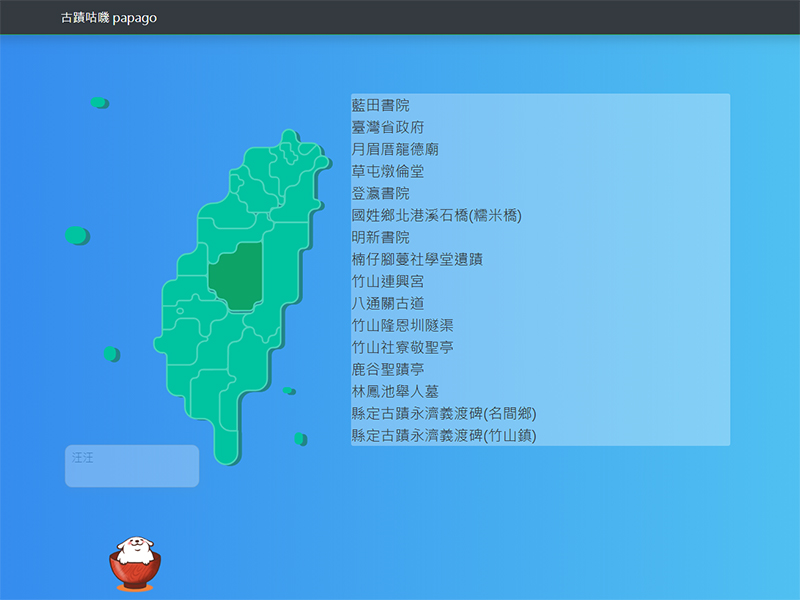 古蹟咕嘰 papago
藍田書院
臺灣省政府
月眉厝龍德廟
草屯燉倫堂
登瀛書院
國姓鄉北港溪石橋(糯米橋)
明新書院
楠仔腳蔓社學堂遺蹟
竹山連興宮
八通關古道
竹山隆恩圳隧渠
竹山社寮敬聖亭
鹿谷聖蹟亭
林鳳池舉人墓
縣定古蹟永濟義渡碑(名間鄉)
縣定古蹟永濟義渡碑(竹山鎮)
汪汪